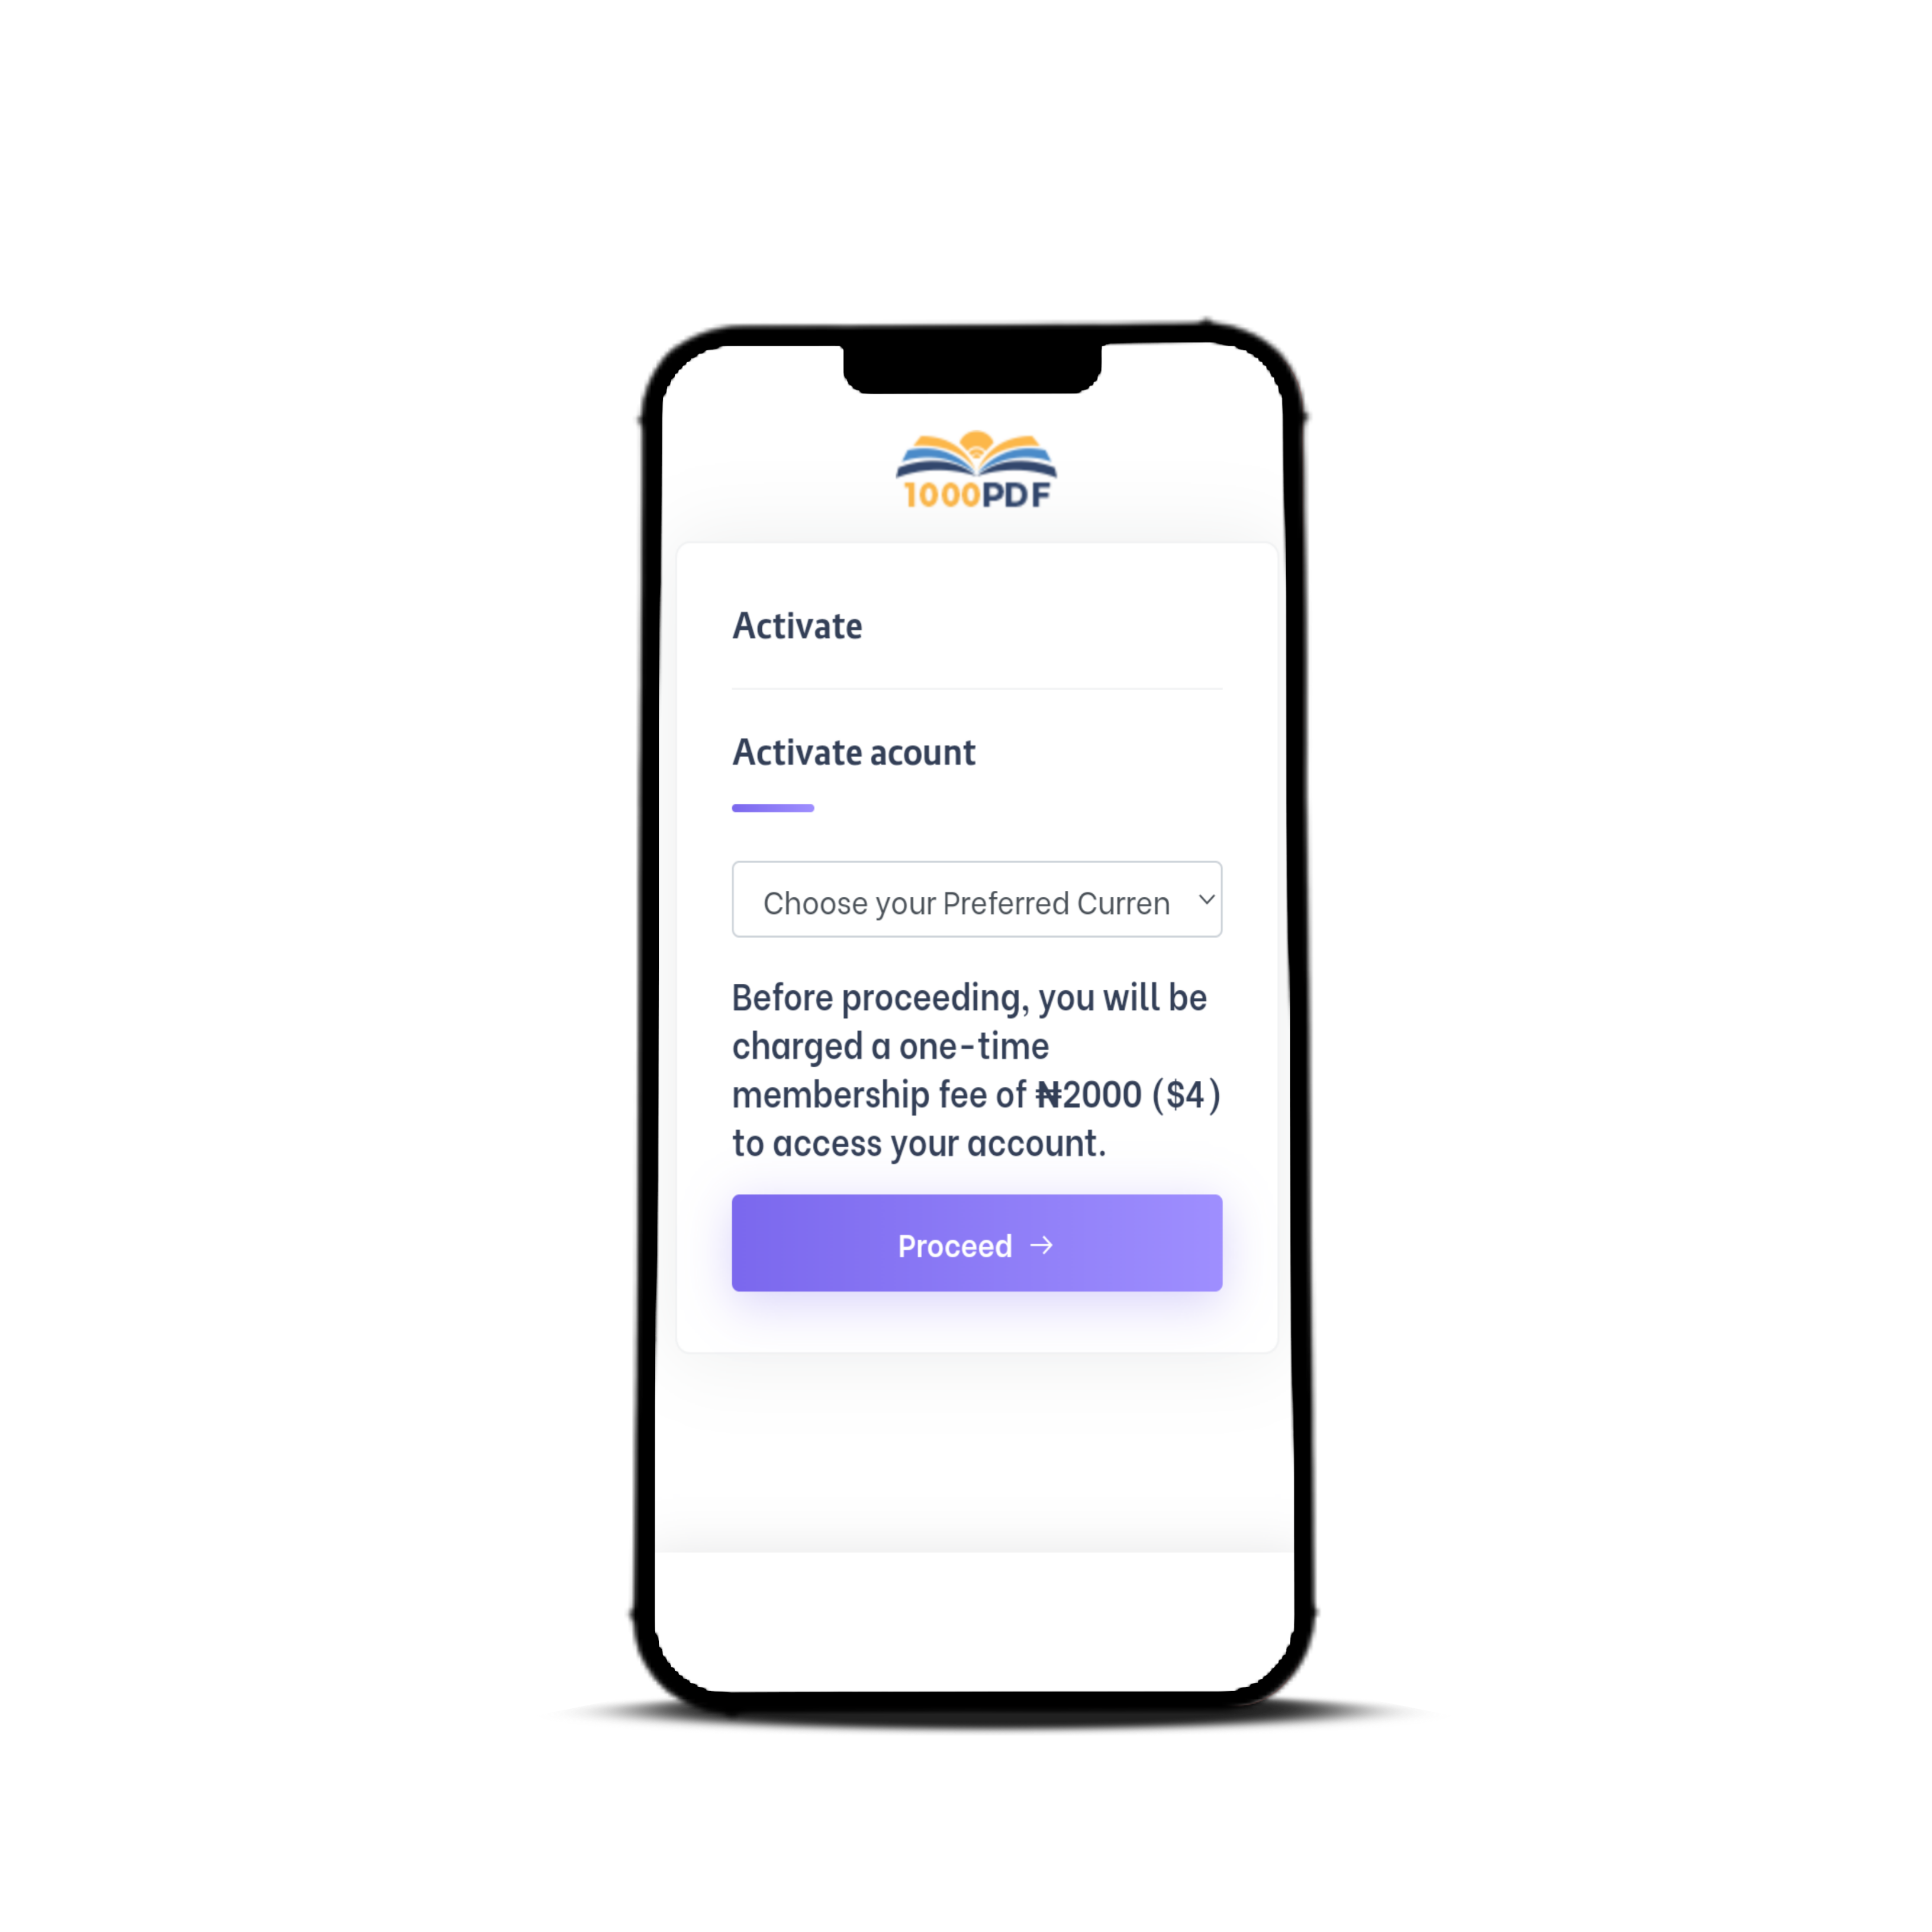 1000PDF
Activate
Activate acount
Choose your Preferred Curren
Before proceeding, you will be
charged a one-time
membership fee of ₦2000 ($4)
to access your account.
Proceed →